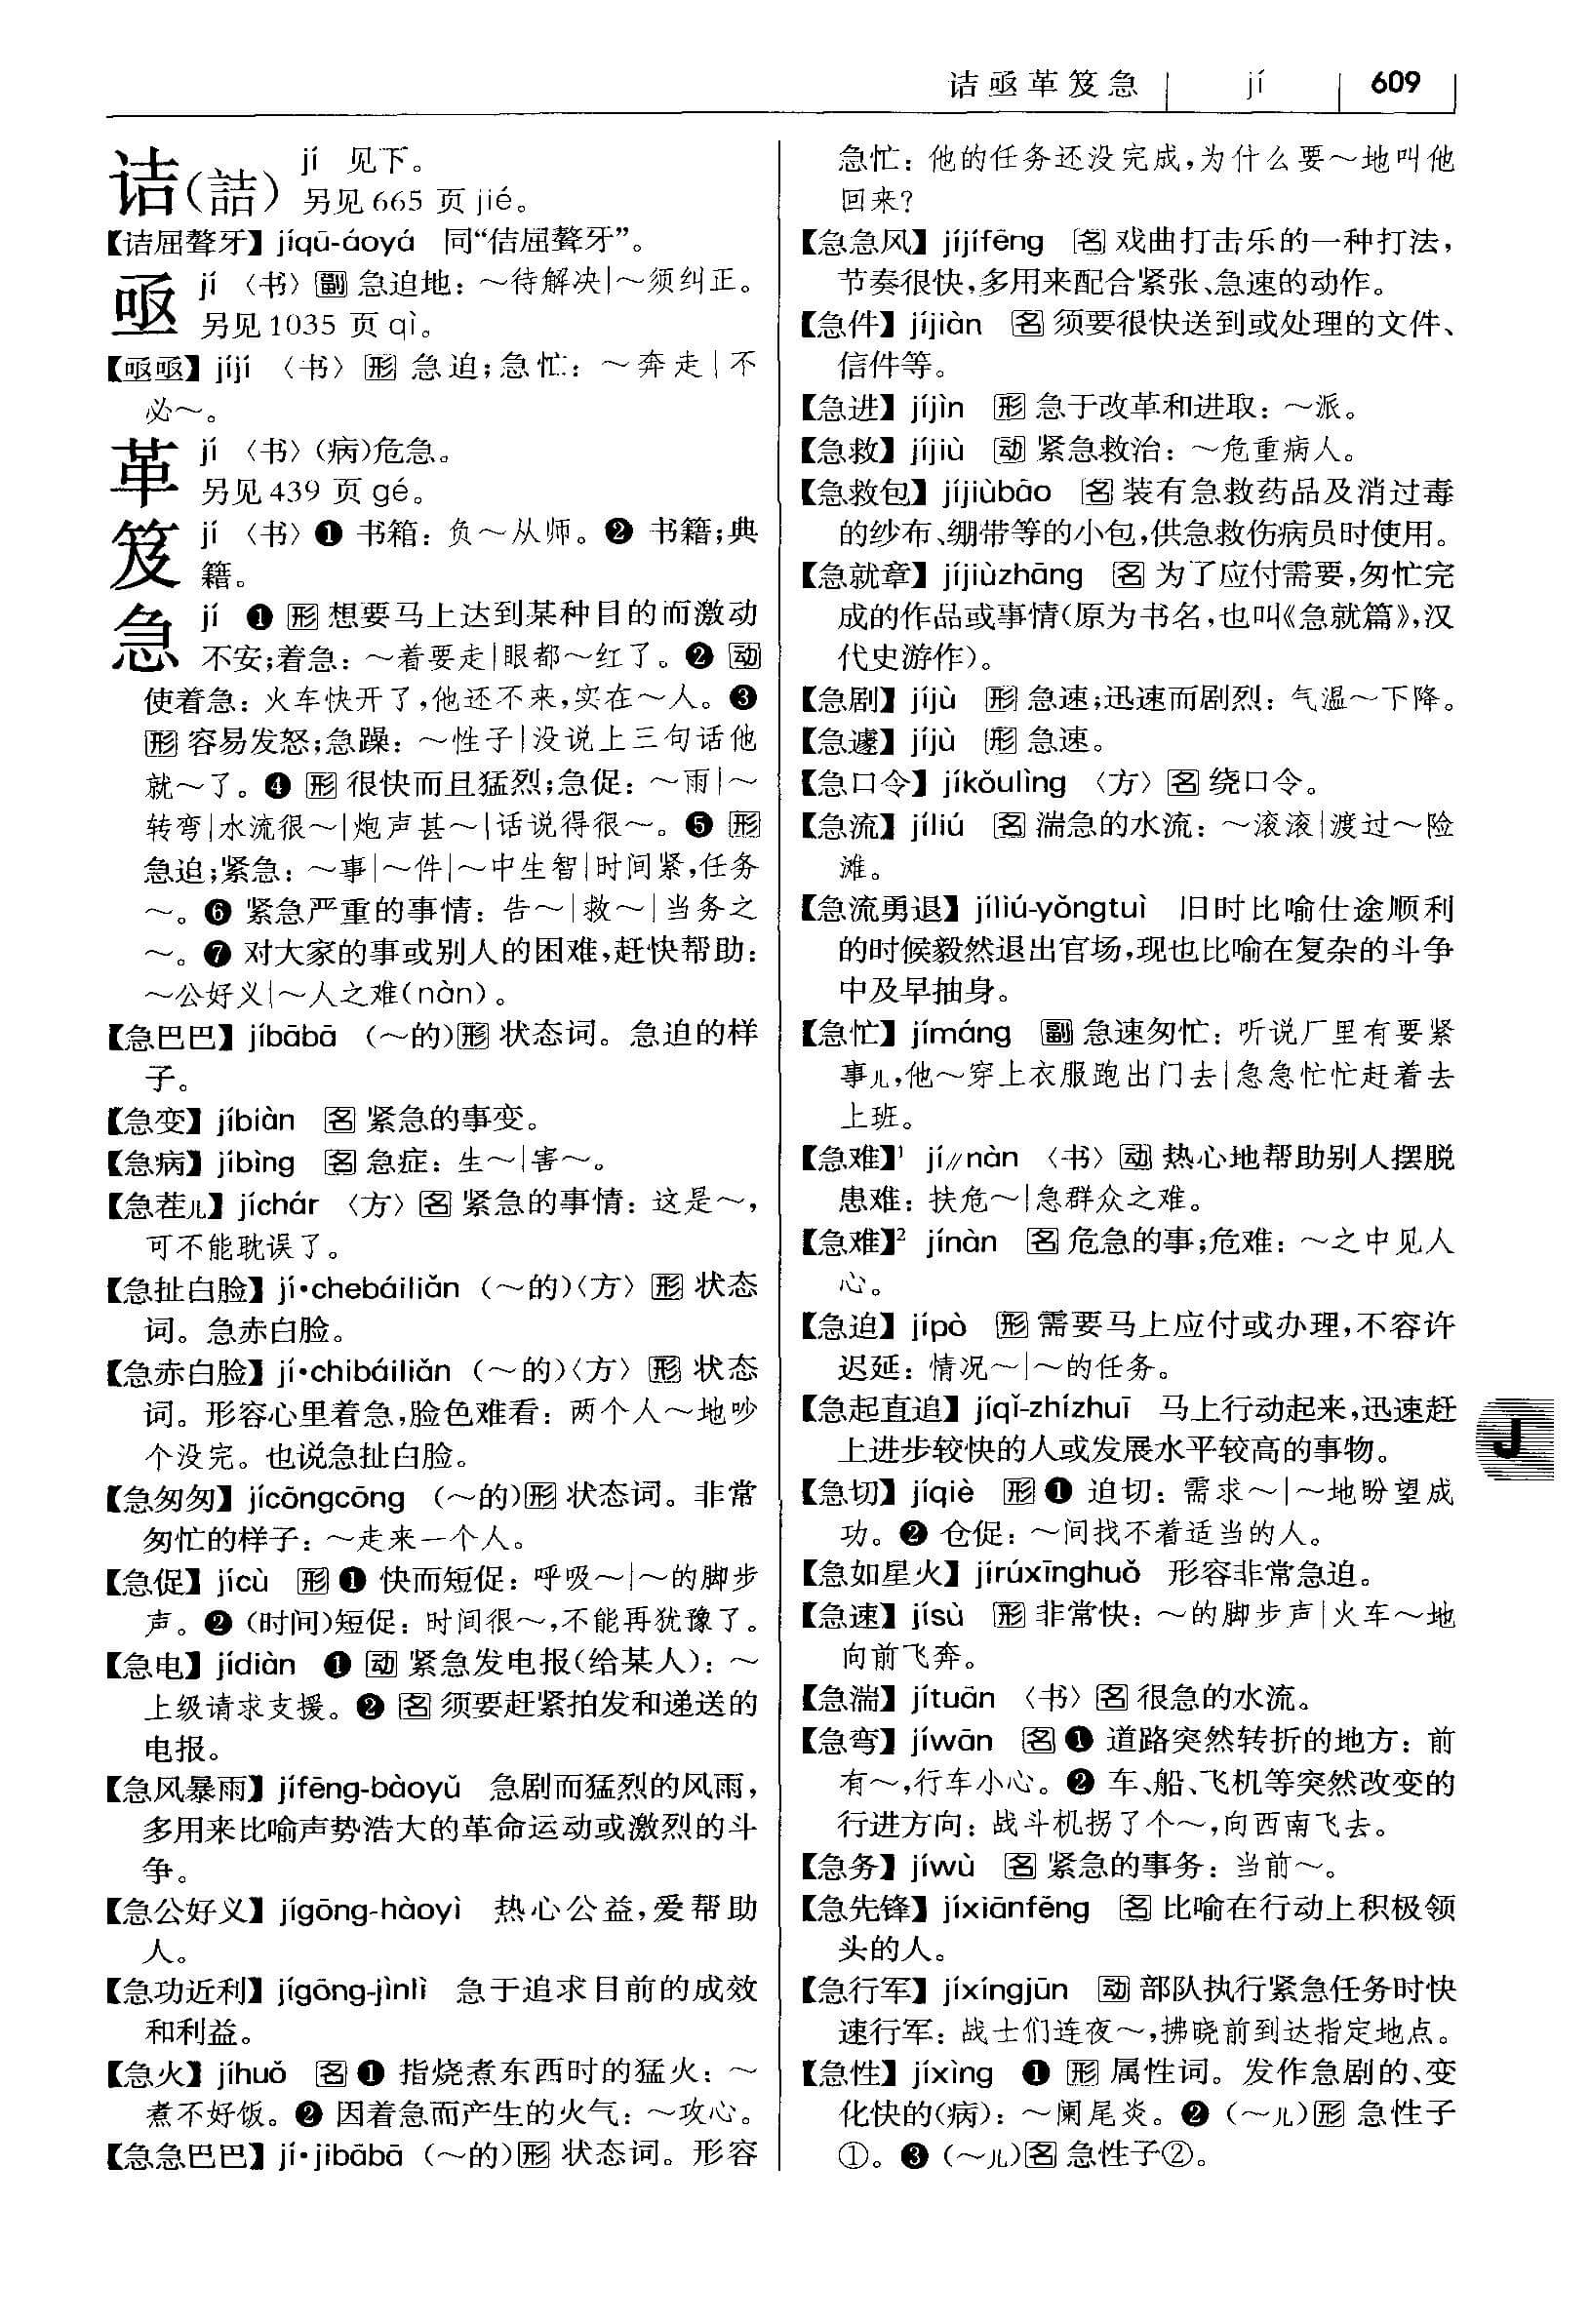 诘亟革笈急 jí 609
诘(詰) jí 见下。
另见 665 页 jié。
【诘屈聱牙】jíqū-áoyá 同“佶屈聱牙”。
亟 jí 〈书〉副 急迫地：～待解决|～须纠正。
另见 1035 页 qì。
【亟亟】jíjí 〈书〉形 急迫；急忙：～奔走|不
必～。
革 jí 〈书〉(病)危急。
另见 439 页 gé。
笈 jí 〈书〉❶ 书箱：负～从师。❷ 书籍；典
籍。
急 jí ❶ 形 想要马上达到某种目的而激动
不安；着急：～着要走|眼都～红了。❷ 动
使着急：火车快开了，他还不来，实在～人。❸
形 容易发怒；急躁：～性子|没说上三句话他
就～了。❹ 形 很快而且猛烈；急促：～雨|～
转弯|水流很～|炮声甚～|话说得很～。❺ 形
急迫；紧急：～事|～件|～中生智|时间紧，任务
～。❻ 紧急严重的事情：告～|救～|当务之
～。❼ 对大家的事或别人的困难，赶快帮助：
～公好义|～人之难(nàn)。
【急巴巴】jíbābā (～的)形 状态词。急迫的样
子。
【急变】jíbiàn 名 紧急的事变。
【急病】jíbìng 名 急症：生～|害～。
【急茬儿】jíchár 〈方〉名 紧急的事情：这是～，
可不能耽误了。
【急扯白脸】jí·chebáiliǎn (～的)〈方〉形 状态
词。急赤白脸。
【急赤白脸】jí·chibáiliǎn (～的)〈方〉形 状态
词。形容心里着急，脸色难看：两个人～地吵
个没完。也说急扯白脸。
【急匆匆】jícōngcōng (～的)形 状态词。非常
匆忙的样子：～走来一个人。
【急促】jícù 形 ❶ 快而短促：呼吸～|～的脚步
声。❷ (时间)短促：时间很～，不能再犹豫了。
【急电】jídiàn ❶ 动 紧急发电报(给某人)：～
上级请求支援。❷ 名 须要赶紧拍发和递送的
电报。
【急风暴雨】jífēng-bàoyǔ 急剧而猛烈的风雨，
多用来比喻声势浩大的革命运动或激烈的斗
争。
【急公好义】jígōng-hàoyì 热心公益，爱帮助
人。
【急功近利】jígōng-jìnlì 急于追求目前的成效
和利益。
【急火】jíhuǒ 名 ❶ 指烧煮东西时的猛火：～
煮不好饭。❷ 因着急而产生的火气：～攻心。
【急急巴巴】jí·jibābā (～的)形 状态词。形容
急忙：他的任务还没完成，为什么要～地叫他
回来？
【急急风】jíjífēng 名 戏曲打击乐的一种打法，
节奏很快，多用来配合紧张、急速的动作。
【急件】jíjiàn 名 须要很快送到或处理的文件、
信件等。
【急进】jíjìn 形 急于改革和进取：～派。
【急救】jíjiù 动 紧急救治：～危重病人。
【急救包】jíjiùbāo 名 装有急救药品及消过毒
的纱布、绷带等的小包，供急救伤病员时使用。
【急就章】jíjiùzhāng 名 为了应付需要，匆忙完
成的作品或事情(原为书名，也叫《急就篇》，汉
代史游作)。
【急剧】jíjù 形 急速；迅速而剧烈：气温～下降。
【急遽】jíjù 形 急速。
【急口令】jíkǒulìng 〈方〉名 绕口令。
【急流】jíliú 名 湍急的水流：～滚滚|渡过～险
滩。
【急流勇退】jíliú-yǒngtuì 旧时比喻仕途顺利
的时候毅然退出官场，现也比喻在复杂的斗争
中及早抽身。
【急忙】jímáng 副 急速匆忙：听说厂里有要紧
事儿，他～穿上衣服跑出门去|急急忙忙赶着去
上班。
【急难】¹ jí//nàn 〈书〉动 热心地帮助别人摆脱
患难：扶危～|急群众之难。
【急难】² jínàn 名 危急的事；危难：～之中见人
心。
【急迫】jípò 形 需要马上应付或办理，不容许
迟延：情况～|～的任务。
【急起直追】jíqǐ-zhízhuī 马上行动起来，迅速赶
上进步较快的人或发展水平较高的事物。
J
【急切】jíqiè 形 ❶ 迫切：需求～|～地盼望成
功。❷ 仓促：～间找不着适当的人。
【急如星火】jírúxīnghuǒ 形容非常急迫。
【急速】jísù 形 非常快：～的脚步声|火车～地
向前飞奔。
【急湍】jítuān 〈书〉名 很急的水流。
【急弯】jíwān 名 ❶ 道路突然转折的地方：前
有～，行车小心。❷ 车、船、飞机等突然改变的
行进方向：战斗机拐了个～，向西南飞去。
【急务】jíwù 名 紧急的事务：当前～。
【急先锋】jíxiānfēng 名 比喻在行动上积极领
头的人。
【急行军】jíxíngjūn 动 部队执行紧急任务时快
速行军：战士们连夜～，拂晓前到达指定地点。
【急性】jíxìng ❶ 形 属性词。发作急剧的、变
化快的(病)：～阑尾炎。❷ (～儿)形 急性子
①。❸ (～儿)名 急性子②。